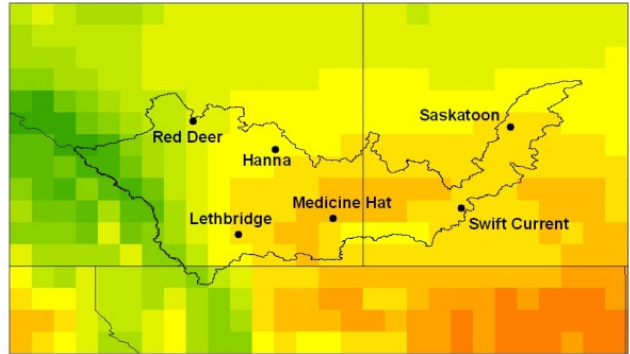 Saskatoon
Red Deer
Hanna
Medicine Hat
Lethbridge
Swift Current